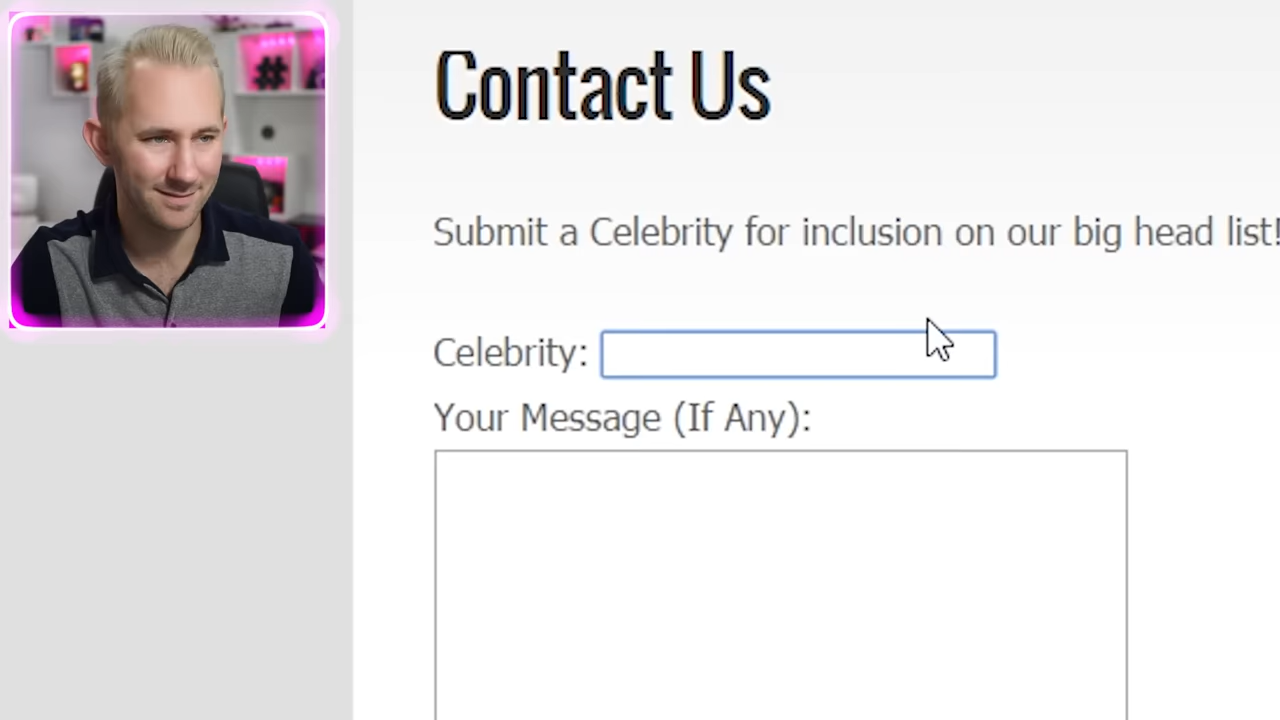 Contact Us
Submit a Celebrity for inclusion on our big head list!
Celebrity:
Your Message (If Any):